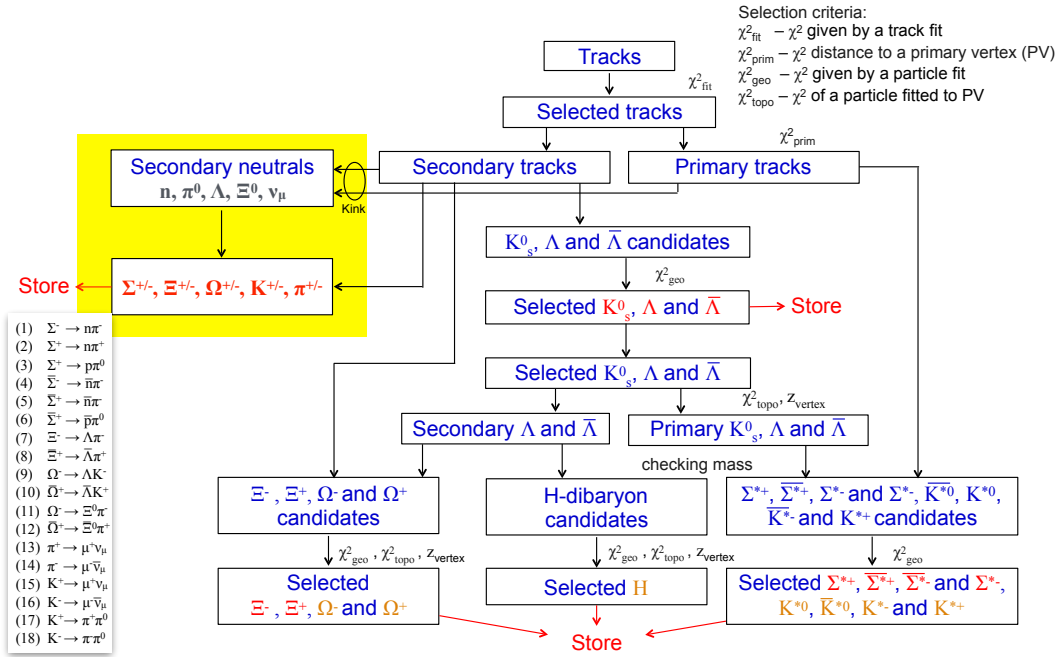 Selection criteria:
χ²fit – χ² given by a track fit
χ²prim – χ² distance to a primary vertex (PV)
χ²geo – χ² given by a particle fit
χ²topo – χ² of a particle fitted to PV
Tracks
χ²fit
Selected tracks
χ²prim
Secondary neutrals
n, π⁰, Λ, Ξ⁰, νμ
Kink
Secondary tracks
Primary tracks
K⁰s, Λ and Λ̅ candidates
χ²geo
Store
Σ⁺/⁻, Ξ⁺/⁻, Ω⁺/⁻, K⁺/⁻, π⁺/⁻
Selected K⁰s, Λ and Λ̅
Store
Selected K⁰s, Λ and Λ̅
χ²topo, zvertex
Secondary Λ and Λ̅
Primary K⁰s, Λ and Λ̅
checking mass
(1) Σ⁻ → nπ⁻
(2) Σ⁺ → nπ⁺
(3) Σ⁺ → pπ⁰
(4) Σ̅⁻ → n̅π⁻
(5) Σ̅⁺ → n̅π⁻
(6) Σ̅⁺ → p̅π⁰
(7) Ξ⁻ → Λπ⁻
(8) Ξ̅⁺ → Λ̅π⁺
(9) Ω⁻ → ΛK⁻
(10) Ω̅⁺ → Λ̅K⁺
(11) Ω⁻ → Ξ⁰π⁻
(12) Ω̅⁺ → Ξ̅⁰π⁺
(13) π⁺ → μ⁺νμ
(14) π⁻ → μ⁻ν̅μ
(15) K⁺ → μ⁺νμ
(16) K⁻ → μ⁻ν̅μ
(17) K⁺ → π⁺π⁰
(18) K⁻ → π⁻π⁰
Ξ⁻ , Ξ⁺, Ω⁻ and Ω⁺
candidates
H-dibaryon
candidates
Σ*⁺, Σ̅*⁺, Σ*⁻ and Σ*⁻, K̅*⁰, K*⁰,
K̅*⁻ and K*⁺ candidates
χ²geo , χ²topo, zvertex
χ²geo , χ²topo, zvertex
χ²geo
Selected
Ξ⁻, Ξ⁺, Ω⁻ and Ω⁺
Selected H
Selected Σ*⁺, Σ̅*⁺, Σ̅*⁻ and Σ*⁻,
K*⁰, K̅*⁰, K*⁻ and K*⁺
Store